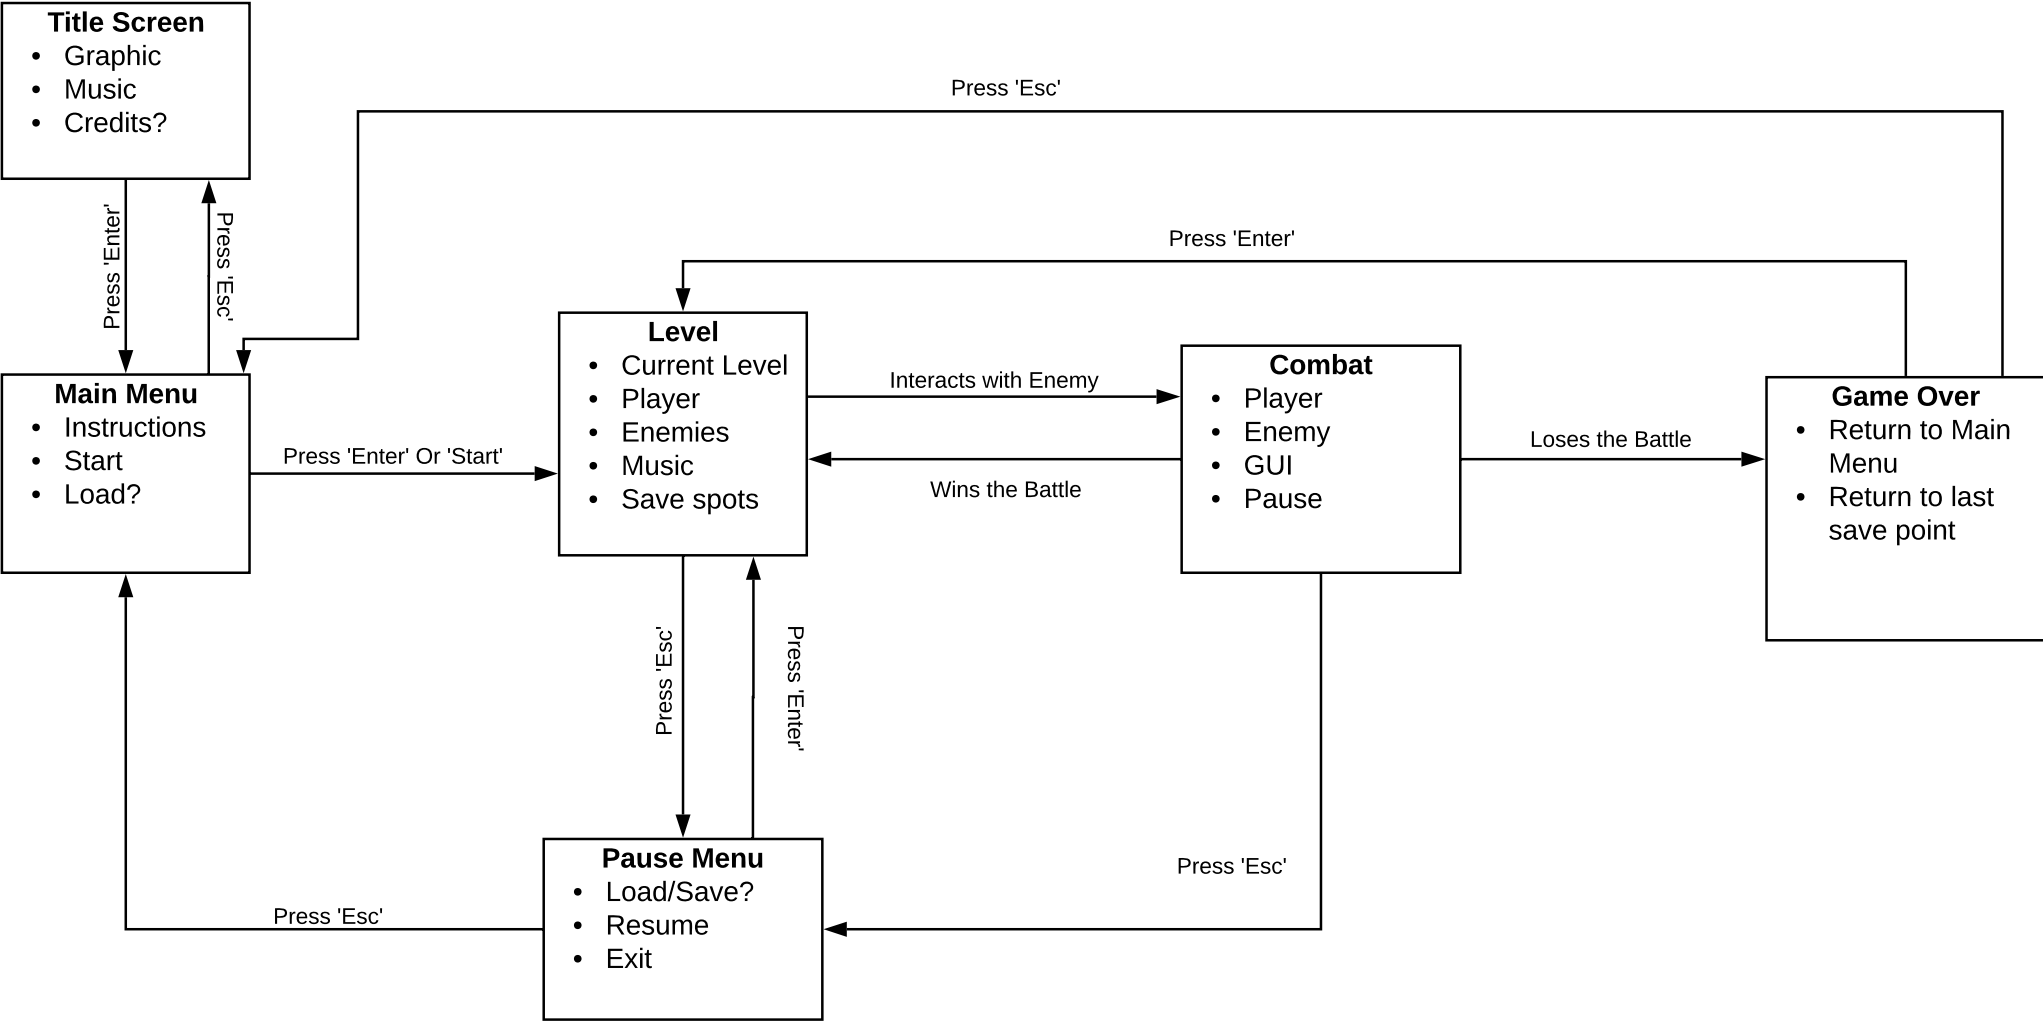 Title Screen
• Graphic
• Music
• Credits?
Press 'Esc'
Press 'Enter'
Press 'Esc'
Press 'Enter'
Main Menu
• Instructions
• Start
• Load?
Press 'Enter' Or 'Start'
Level
• Current Level
• Player
• Enemies
• Music
• Save spots
Interacts with Enemy
Wins the Battle
Combat
• Player
• Enemy
• GUI
• Pause
Loses the Battle
Game Over
• Return to Main
Menu
• Return to last
save point
Press 'Esc'
Press 'Enter'
Pause Menu
• Load/Save?
• Resume
• Exit
Press 'Esc'
Press 'Esc'